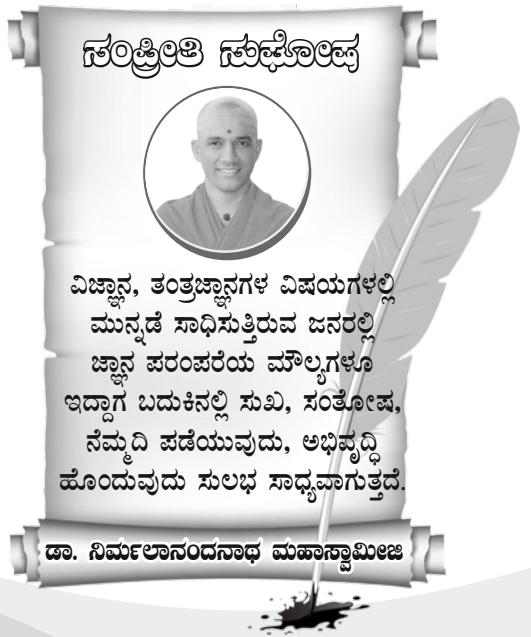 ಸಂಪ್ರೀತಿ ಸುಘೋಷ
ವಿಜ್ಞಾನ, ತಂತ್ರಜ್ಞಾನಗಳ ವಿಷಯಗಳಲ್ಲಿ
ಮುನ್ನಡೆ ಸಾಧಿಸುತ್ತಿರುವ ಜನರಲ್ಲಿ
ಜ್ಞಾನ ಪರಂಪರೆಯ ಮೌಲ್ಯಗಳೂ
ಇದ್ದಾಗ ಬದುಕಿನಲ್ಲಿ ಸುಖ, ಸಂತೋಷ,
ನೆಮ್ಮದಿ ಪಡೆಯುವುದು, ಅಭಿವೃದ್ಧಿ
ಹೊಂದುವುದು ಸುಲಭ ಸಾಧ್ಯವಾಗುತ್ತದೆ.
ಡಾ. ನಿರ್ಮಲಾನಂದನಾಥ ಮಹಾಸ್ವಾಮೀಜಿ